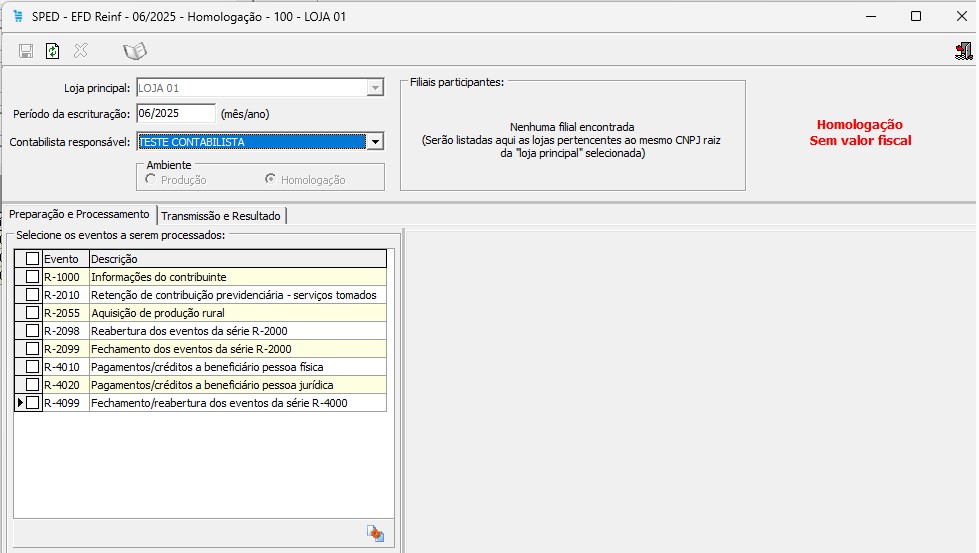 SPED - EFD Reinf - 06/2025 - Homologação - 100 - LOJA 01
Loja principal: LOJA 01
Período da escrituração: 06/2025 (mês/ano)
Contabilista responsável: TESTE CONTABILISTA
Ambiente
Produção Homologação
Filiais participantes:
Nenhuma filial encontrada
(Serão listadas aqui as lojas pertencentes ao mesmo CNPJ raiz
da "loja principal" selecionada)
Homologação
Sem valor fiscal
Preparação e Processamento Transmissão e Resultado
Selecione os eventos a serem processados:
Evento Descrição
R-1000 Informações do contribuinte
R-2010 Retenção de contribuição previdenciária - serviços tomados
R-2055 Aquisição de produção rural
R-2098 Reabertura dos eventos da série R-2000
R-2099 Fechamento dos eventos da série R-2000
R-4010 Pagamentos/créditos a beneficiário pessoa física
R-4020 Pagamentos/créditos a beneficiário pessoa jurídica
R-4099 Fechamento/reabertura dos eventos da série R-4000